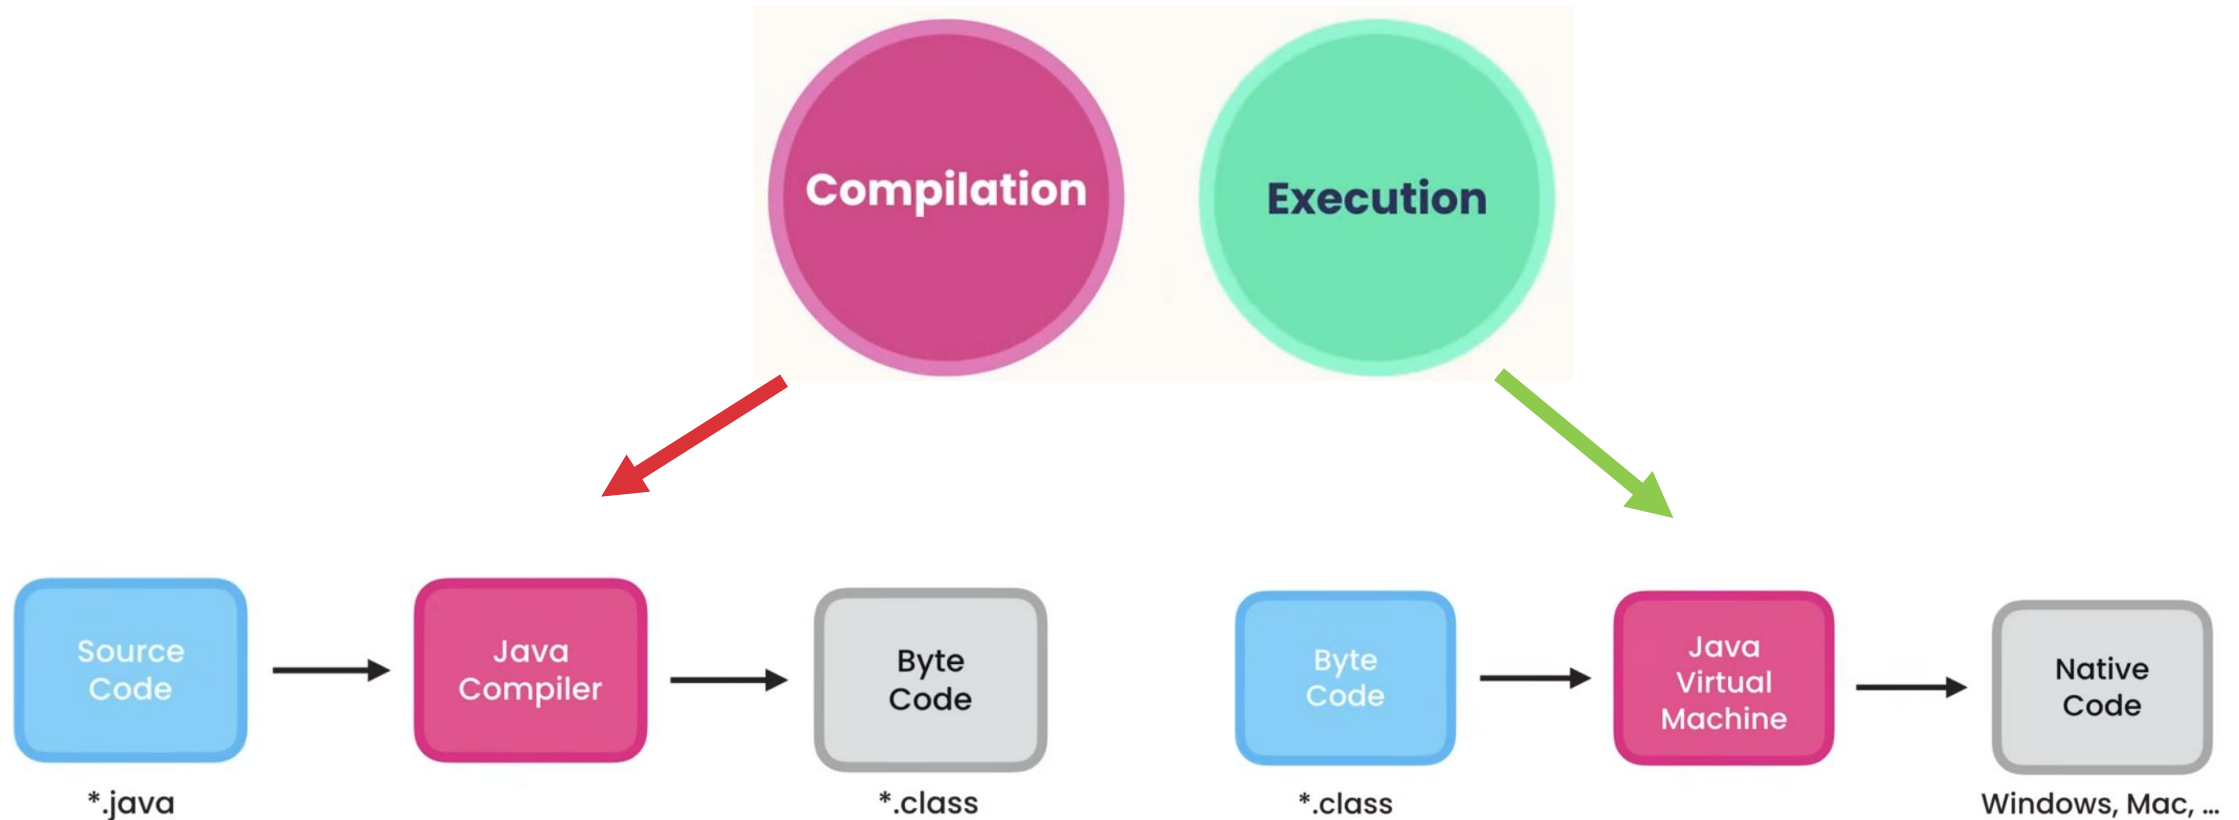 Compilation
Execution
Source
Code
*.java
Java
Compiler
Byte
Code
*.class
Byte
Code
*.class
Java
Virtual
Machine
Native
Code
Windows, Mac, ...